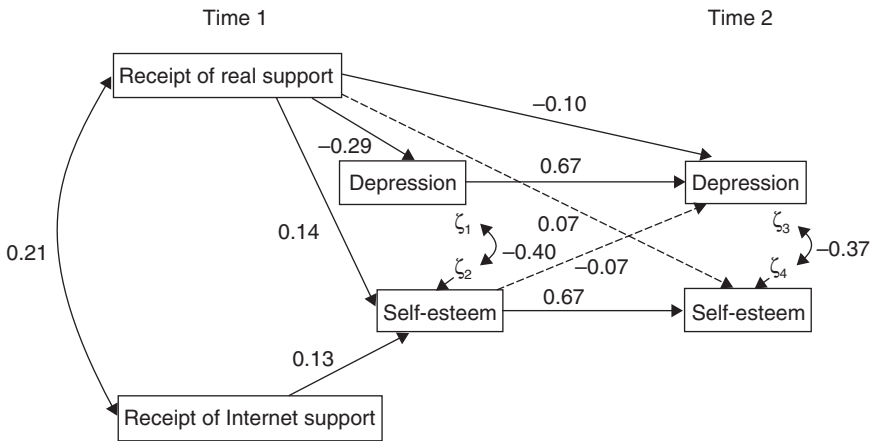 Time 1
Time 2
Receipt of real support
–0.10
–0.29
Depression
0.67
Depression
0.14
ζ1
0.07
ζ3
0.21
–0.40
–0.37
ζ2
–0.07
ζ4
Self-esteem
0.67
Self-esteem
0.13
Receipt of Internet support